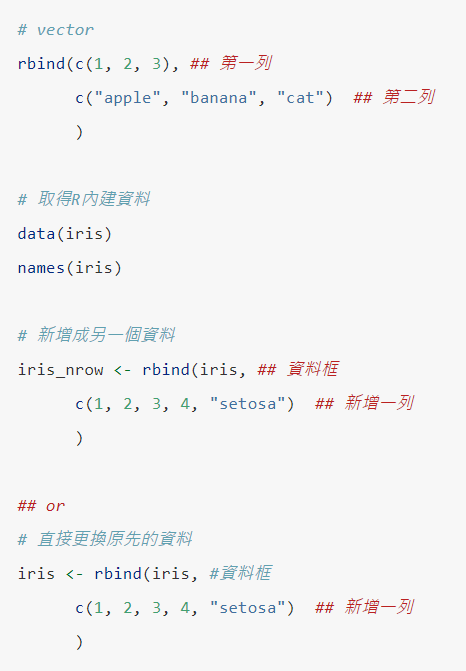 # vector
rbind(c(1, 2, 3), ## 第一列
c("apple", "banana", "cat") ## 第二列
)
# 取得R內建資料
data(iris)
names(iris)
# 新增成另一個資料
iris_nrow <- rbind(iris, ## 資料框
c(1, 2, 3, 4, "setosa") ## 新增一列
)
## or
# 直接更換原先的資料
iris <- rbind(iris, #資料框
c(1, 2, 3, 4, "setosa") ## 新增一列
)